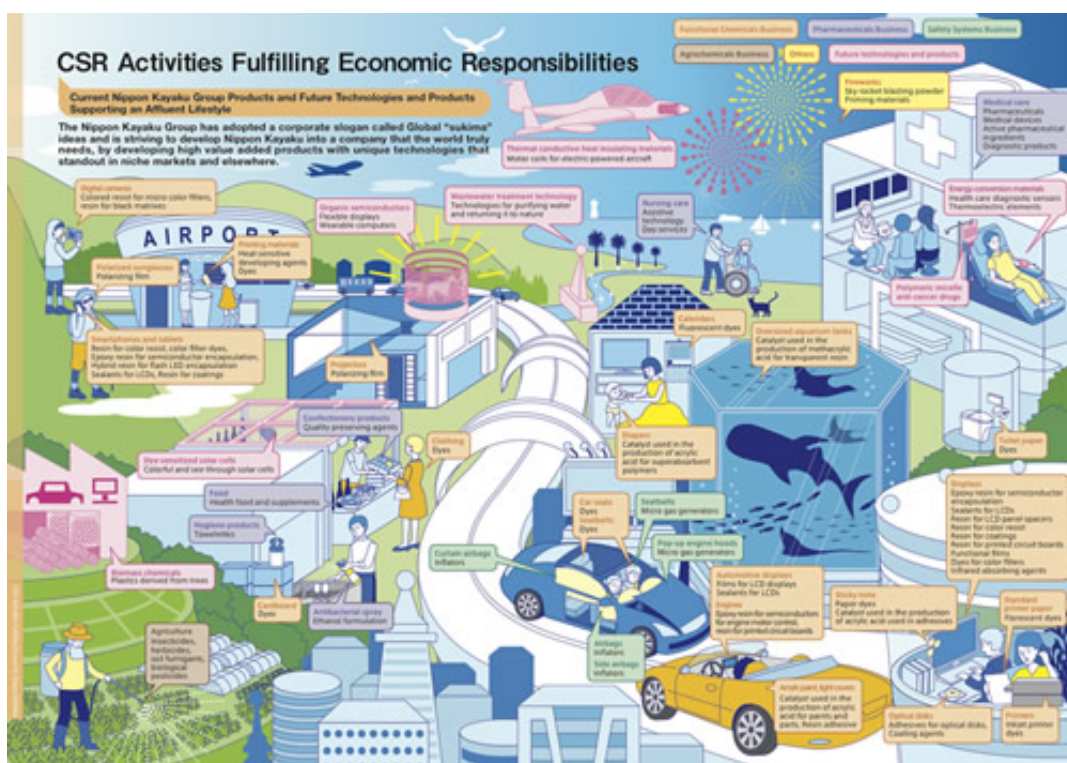 Functional Chemicals Business
Pharmaceuticals Business
Safety Systems Business
Agrochemicals Business
Others
Future technologies and products
CSR Activities Fulfilling Economic Responsibilities
Current Nippon Kayaku Group Products and Future Technologies and Products
Supporting an Affluent Lifestyle
The Nippon Kayaku Group has adopted a corporate slogan called Global "sukima"
ideas and is striving to develop Nippon Kayaku into a company that the world truly
needs, by developing high value added products with unique technologies that
standout in niche markets and elsewhere.
Fireworks
Sky-rocket blasting powder
Priming materials
Medical care
Pharmaceuticals
Medical devices
Active pharmaceutical
ingredients
Diagnostic products
Thermal conductive heat insulating materials
Motor coils for electric powered aircraft
Digital cameras
Colored resist for micro color filters,
resin for black matrixes
Organic semiconductors
Flexible displays
Wearable computers
Wastewater treatment technology
Technologies for purifying water
and returning it to nature
Nursing care
Assistive
technology
Day services
Energy conversion materials
Health care diagnostic sensors
Thermoelectric elements
AIRPORT
Printing materials
Heat-sensitive
developing agents
Dyes
Polarized sunglasses
Polarizing film
Polymeric micelle
anti-cancer drugs
Smartphones and tablets
Resin for color resist, color filter dyes,
Epoxy resin for semiconductor encapsulation,
Hybrid resin for flash LED encapsulation
Sealants for LCDs, Resin for coatings
Projectors
Polarizing film
Calendars
Fluorescent dyes
Oversized aquarium tanks
Catalyst used in the
production of methacrylic
acid for transparent resin
Confectionery products
Quality preserving agents
Clothing
Dyes
Dye-sensitized solar cells
Colorful and see through solar cells
Diapers
Catalyst used in the
production of acrylic acid
for superabsorbent
polymers
Toilet paper
Dyes
Food
Health food and supplements
Hygiene products
Towelettes
Car seats
Dyes
Seatbelts
Dyes
Seatbelts
Micro gas generators
Pop-up engine hoods
Micro gas generators
Displays
Epoxy resin for semiconductor
encapsulation
Sealants for LCDs
Resin for LCD panel spacers
Resin for color resist
Resin for coatings
Resin for printed circuit boards
Functional films
Dyes for color filters
Infrared absorbing agents
Curtain airbags
Inflators
Biomass chemicals
Plastics derived from trees
Cardboard
Dyes
Antibacterial spray
Ethanol formulation
Automotive displays
Films for LCD displays
Sealants for LCDs
Engines
Epoxy resin for semiconductors
for engine motor control,
resin for printed circuit boards
Sticky note
Paper dyes
Catalyst used in the production
of acrylic acid used in adhesives
Standard
printer paper
Florescent dyes
Agriculture
insecticides,
herbicides,
soil fumigants,
biological
pesticides
Airbags
Inflators
Side airbags
Inflators
Catalyst used in the
production of acrylic
acid for paints and
parts, Resin adhesive
Optical disks
Adhesives for optical disks,
Coating agents
Printers
Inkjet printer
dyes